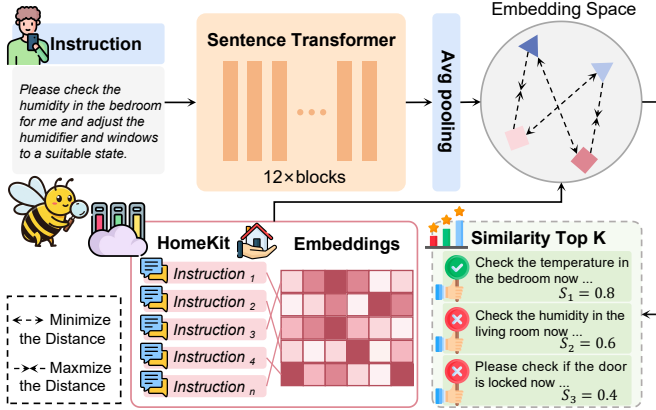 Instruction
Please check the
humidity in the bedroom
for me and adjust the
humidifier and windows
to a suitable state.
Sentence Transformer
12×blocks
Avg pooling
Embedding Space
HomeKit
Embeddings
Instruction 1
Instruction 2
Instruction 3
Instruction 4
Instruction n
Minimize
the Distance
Maxmize
the Distance
Similarity Top K
Check the temperature in
the bedroom now ...
S₁ = 0.8
Check the humidity in the
living room now ...
S₂ = 0.6
Please check if the door
is locked now ...
S₃ = 0.4